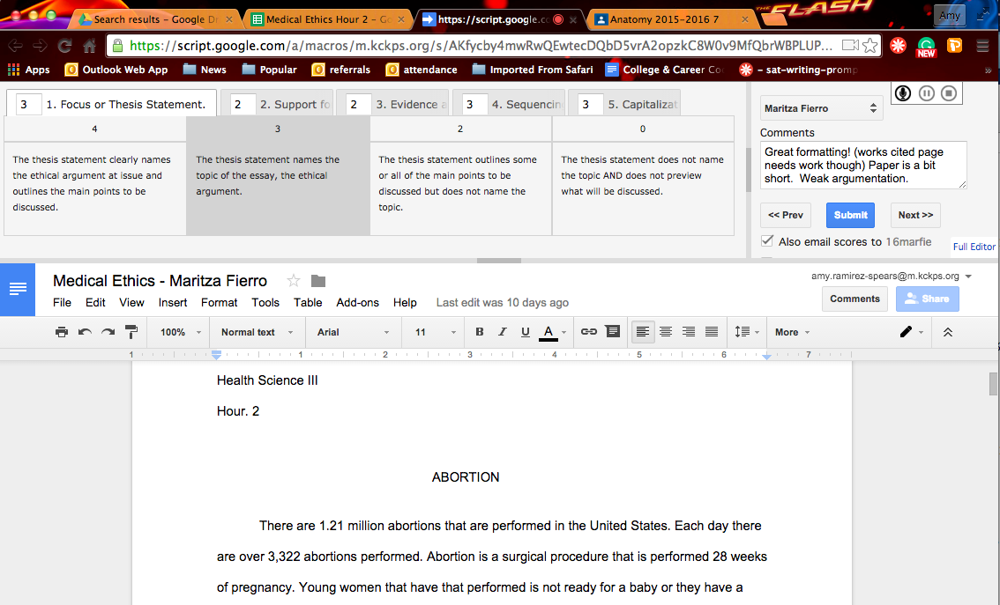 THE FLASH
Search results - Google Dr
Medical Ethics Hour 2 - Go
https://script.google.co
Anatomy 2015-2016 7
Amy
https://script.google.com/a/macros/m.kckps.org/s/AKfycby4mwRwQEwtecDQbD5vrA2opzkC8W0v9MfQbrWBPLUP...
NEW
Apps
Outlook Web App
News
Popular
referrals
attendance
Imported From Safari
College & Career Co
- sat-writing-promp
»
3 1. Focus or Thesis Statement.
2 2. Support fo
2 3. Evidence a
3 4. Sequencin
3 5. Capitalizat
4
3
2
0
The thesis statement clearly names
the ethical argument at issue and
outlines the main points to be
discussed.
The thesis statement names the
topic of the essay, the ethical
argument.
The thesis statement outlines some
or all of the main points to be
discussed but does not name the
topic.
The thesis statement does not name
the topic AND does not preview
what will be discussed.
Maritza Fierro
Comments
Great formatting! (works cited page
needs work though) Paper is a bit
short. Weak argumentation.
<< Prev
Submit
Next >>
Also email scores to 16marfie
Full Editor
Medical Ethics - Maritza Fierro
amy.ramirez-spears@m.kckps.org
File Edit View Insert Format Tools Table Add-ons Help Last edit was 10 days ago
Comments
Share
100% Normal text Arial 11 B I U A More
1 1 2 3 4 5 6 7
Health Science III
Hour. 2
ABORTION
There are 1.21 million abortions that are performed in the United States. Each day there
are over 3,322 abortions performed. Abortion is a surgical procedure that is performed 28 weeks
of pregnancy. Young women that have that performed is not ready for a baby or they have a